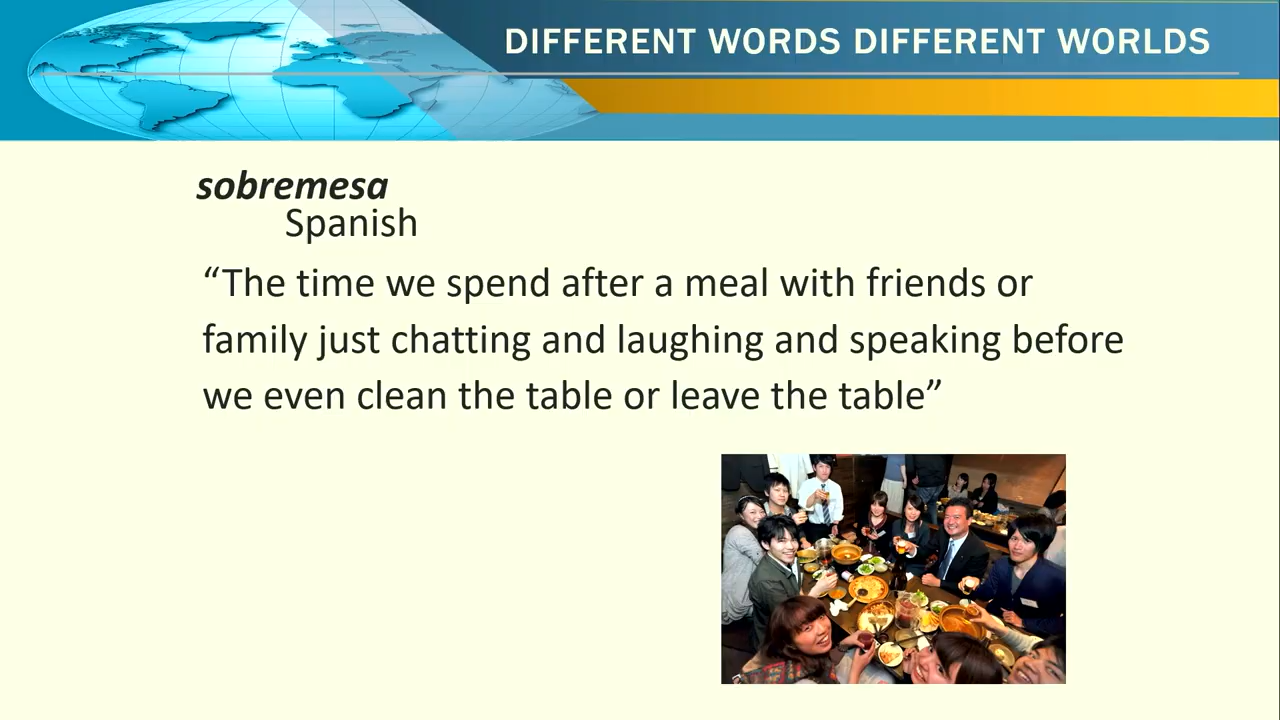 DIFFERENT WORDS DIFFERENT WORLDS
sobremesa
Spanish
“The time we spend after a meal with friends or
family just chatting and laughing and speaking before
we even clean the table or leave the table”